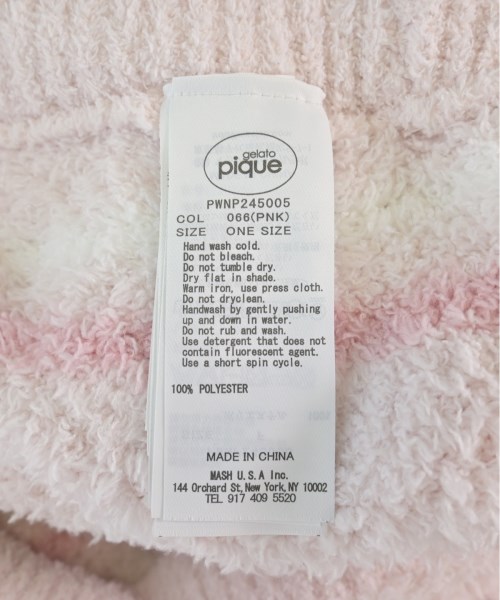 gelato
pique
PWNP245005
COL 066(PNK)
SIZE ONE SIZE
Hand wash cold.
Do not bleach.
Do not tumble dry.
Dry flat in shade.
Warm iron, use press cloth.
Do not dryclean.
Handwash by gently pushing
up and down in water.
Do not rub and wash.
Use detergent that does not
contain fluorescent agent.
Use a short spin cycle.
100% POLYESTER
MADE IN CHINA
MASH U.S.A Inc.
144 Orchard St, New York, NY 10002
TEL 917 409 5520